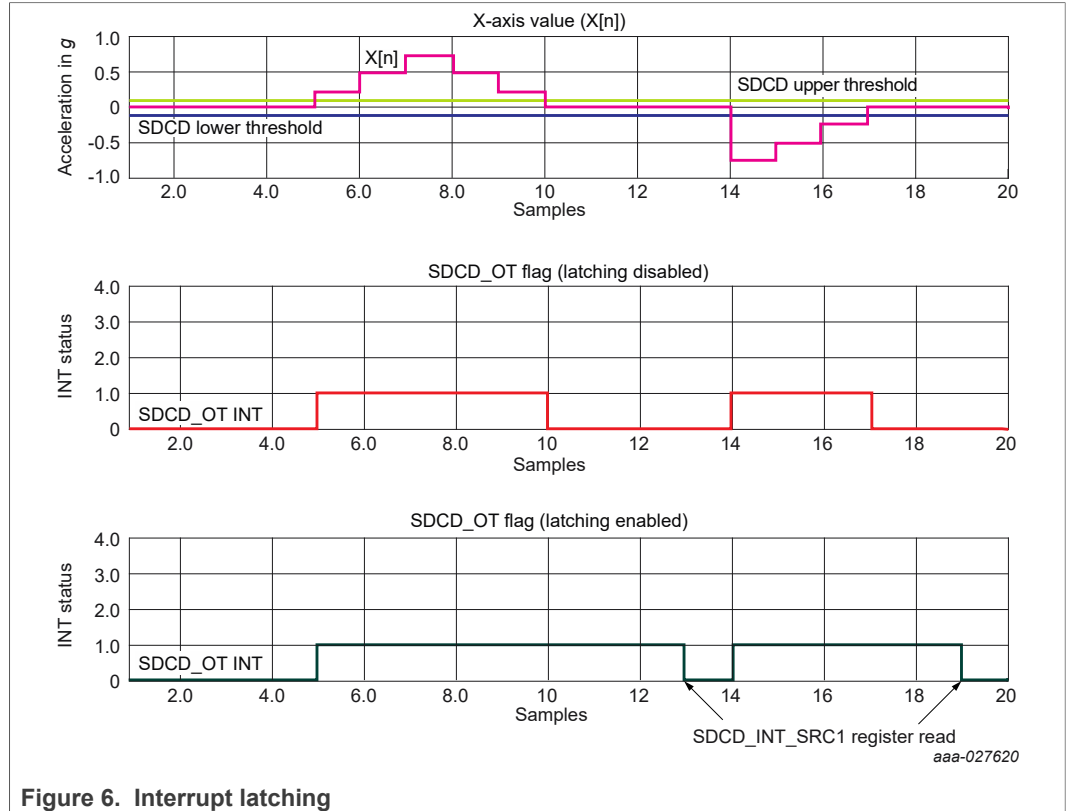 X-axis value (X[n])
Acceleration in g
1.0
0.5
0
-0.5
-1.0
X[n]
SDCD upper threshold
SDCD lower threshold
2.0 4.0 6.0 8.0 10 12 14 16 18 20
Samples
SDCD_OT flag (latching disabled)
INT status
4.0
3.0
2.0
1.0
0
SDCD_OT INT
2.0 4.0 6.0 8.0 10 12 14 16 18 20
Samples
SDCD_OT flag (latching enabled)
INT status
4.0
3.0
2.0
1.0
0
SDCD_OT INT
2.0 4.0 6.0 8.0 10 12 14 16 18 20
Samples
SDCD_INT_SRC1 register read
aaa-027620
Figure 6. Interrupt latching